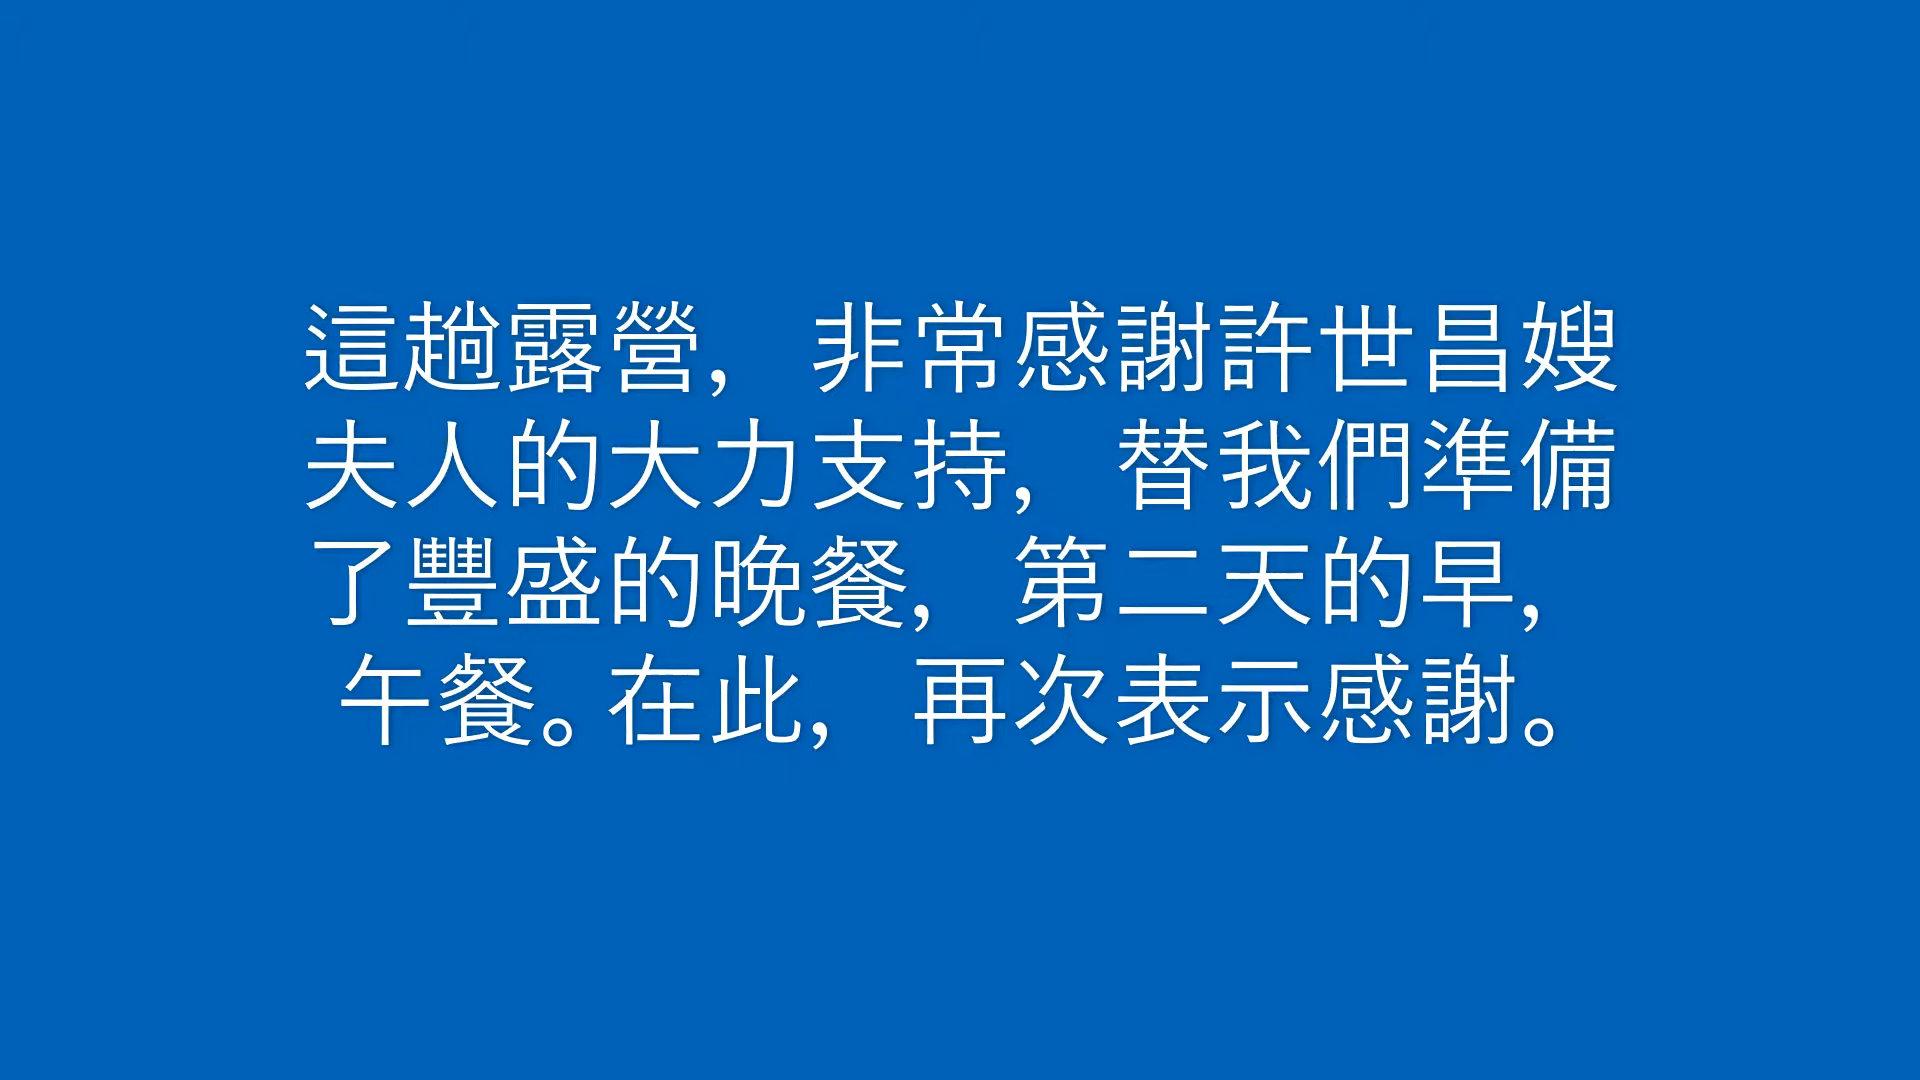 這趟露營，非常感謝許世昌嫂
夫人的大力支持，替我們準備
了豐盛的晚餐，第二天的早，
午餐。在此，再次表示感謝。